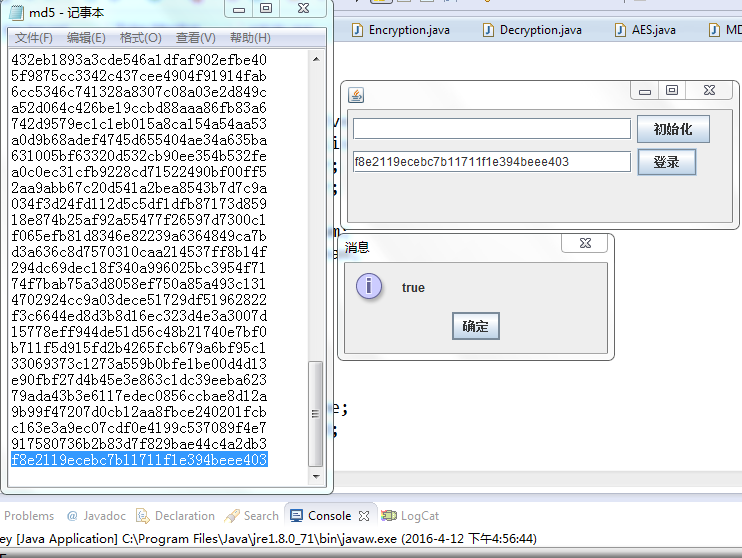 md5 - 记事本
文件(F) 编辑(E) 格式(O) 查看(V) 帮助(H)
432eb1893a3cde546a1dfaf902efbe40
5f9875cc3342c437cee4904f91914fab
6cc5346c741328a8307c08a03e2d849c
a52d064c426be19ccbd88aaa86fb83a6
742d9579ec1c1eb015a8ca154a54aa53
a0d9b68adef4745d655404ae34a635ba
631005bf63320d532cb90ee354b532fe
a0c0ec31cfb9228cd71522490bf00ff5
2aa9abb67c20d541a2bea8543b7d7c9a
034f3d24fd112d5c5df1dfb87173d859
18e874b25af92a55477f26597d7300c1
f065efb81d8346e82239a6364849ca7b
d3a636c8d7570310caa214537ff8b14f
294dc69dec18f340a996025bc3954f71
74f7bab75a3d8058ef750a85a493c131
4702924cc9a03dece51729df51962822
f3c6644ed8d3b8d16ec323d4e3a3007d
15778eff944de51d56c48b21740e7bf0
b711f5d915fd2b4265fcb679a6bf95c1
33069373c1273a559b0bfe1be00d4d13
e90fbf27d4b45e3e863c1dc39eeba623
79ada43b3e6117edec0856ccbae8d12a
9b99f47207d0cb12aa8fbce240201fcb
c163e3a9ec07cdf0e4199c537089f4e7
917580736b2b83d7f829bae44c4a2db3
f8e2119ecebc7b11711f1e394beee403
Encryption.java Decryption.java AES.java MD
初始化
f8e2119ecebc7b11711f1e394beee403 登录
消息
true
确定
Problems @ Javadoc Declaration Search Console LogCat
ey [Java Application] C:\Program Files\Java\jre1.8.0_71\bin\javaw.exe (2016-4-12 下午4:56:44)